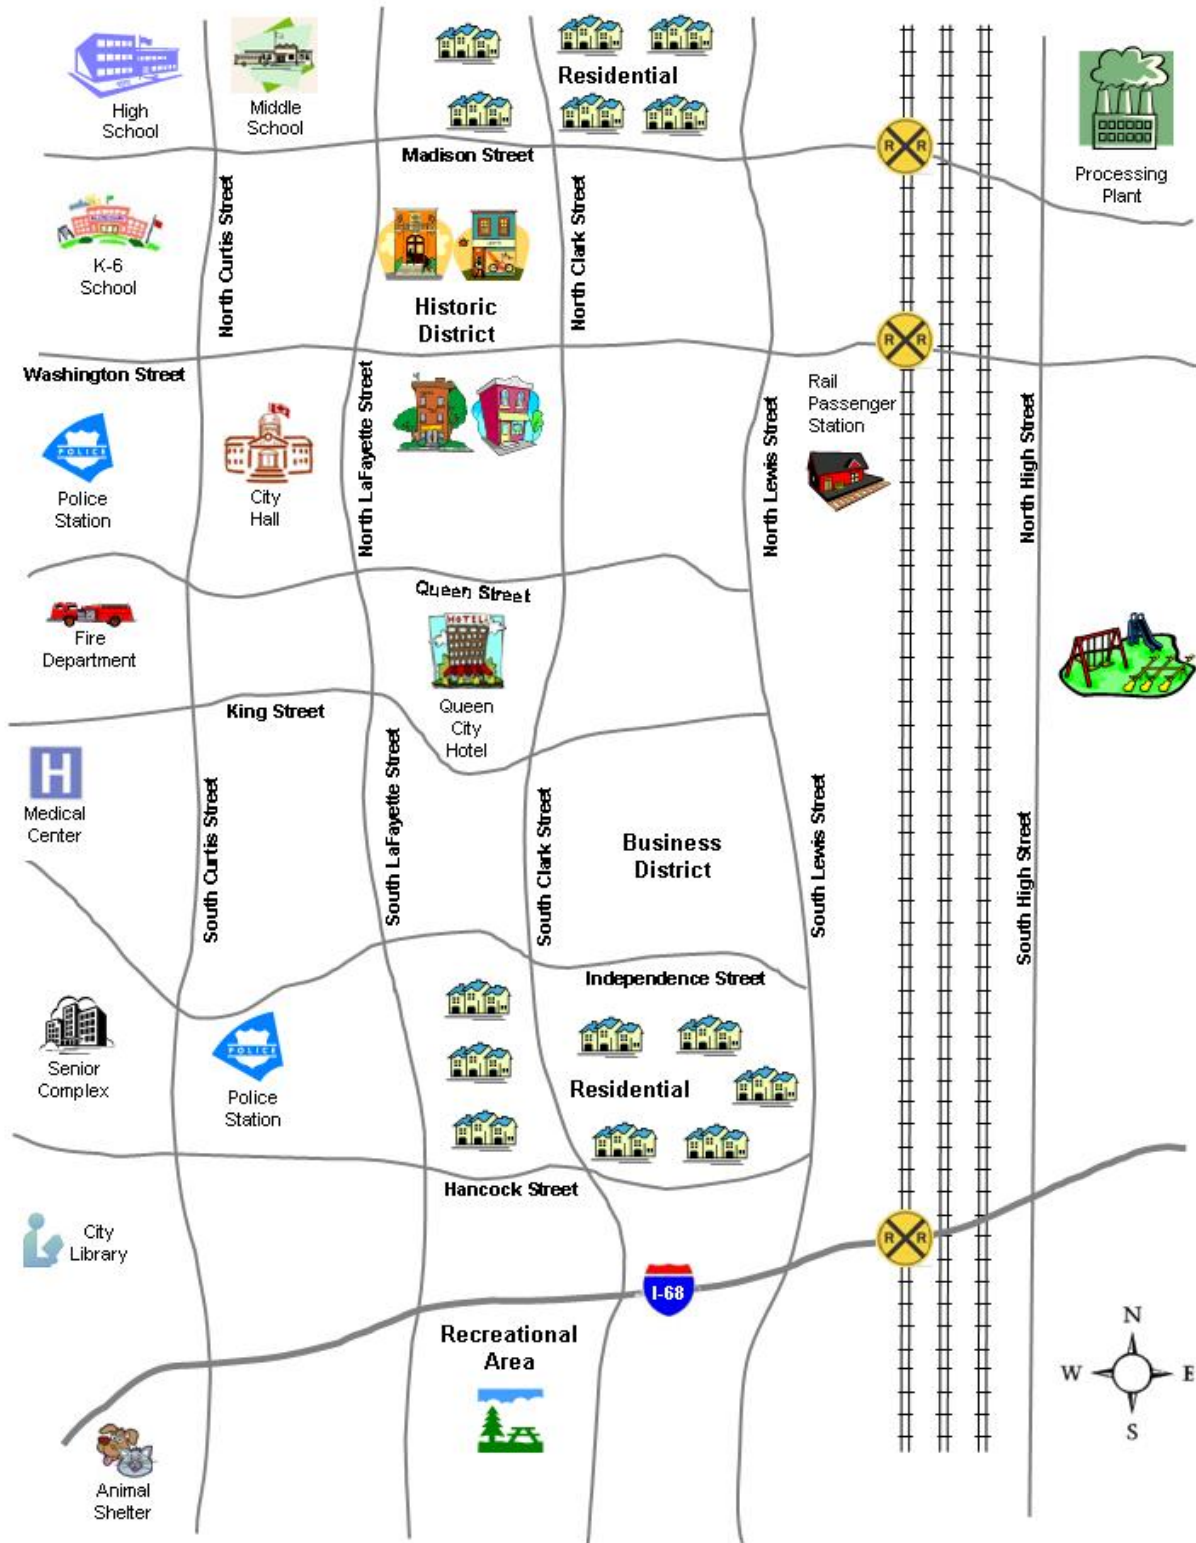 High
School
Middle
School
Residential
Madison Street
R R
Processing
Plant
K-6
School
North Curtis Street
Historic
District
North Clark Street
R R
Washington Street
North LaFayette Street
Rail
Passenger
Station
North Lewis Street
North High Street
POLICE
Police
Station
City
Hall
Queen Street
Fire
Department
HOTEL
Queen
City
Hotel
King Street
H
Medical
Center
South Curtis Street
South LaFayette Street
South Clark Street
Business
District
South Lewis Street
South High Street
Independence Street
Senior
Complex
POLICE
Police
Station
Residential
Hancock Street
City
Library
R R
I-68
Recreational
Area
N
W E
S
Animal
Shelter